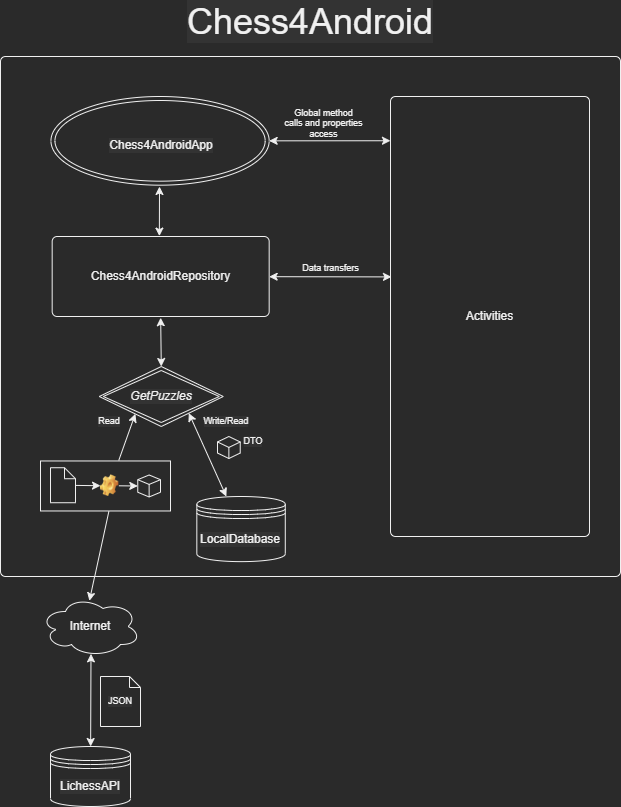 Chess4Android
Global method
calls and properties
access
Chess4AndroidApp
Chess4AndroidRepository
Data transfers
Activities
GetPuzzles
Read
Write/Read
DTO
LocalDatabase
Internet
JSON
LichessAPI